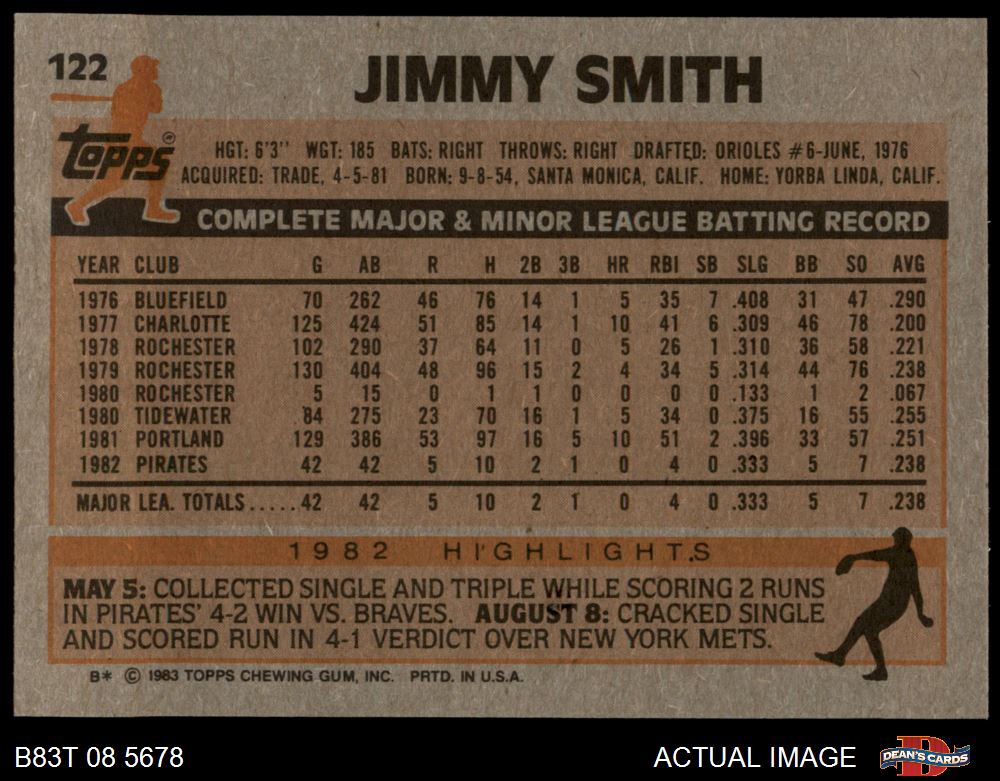 122
JIMMY SMITH
Topps ®
HGT: 6'3" WGT: 185 BATS: RIGHT THROWS: RIGHT DRAFTED: ORIOLES #6-JUNE, 1976
ACQUIRED: TRADE, 4-5-81 BORN: 9-8-54, SANTA MONICA, CALIF. HOME: YORBA LINDA, CALIF.
COMPLETE MAJOR & MINOR LEAGUE BATTING RECORD
YEAR CLUB G AB R H 2B 3B HR RBI SB SLG BB SO AVG
1976 BLUEFIELD 70 262 46 76 14 1 5 35 7 .408 31 47 .290
1977 CHARLOTTE 125 424 51 85 14 1 10 41 6 .309 46 78 .200
1978 ROCHESTER 102 290 37 64 11 0 5 26 1 .310 36 58 .221
1979 ROCHESTER 130 404 48 96 15 2 4 34 5 .314 44 76 .238
1980 ROCHESTER 5 15 0 1 1 0 0 0 0 .133 1 2 .067
1980 TIDEWATER 84 275 23 70 16 1 5 34 0 .375 16 55 .255
1981 PORTLAND 129 386 53 97 16 5 10 51 2 .396 33 57 .251
1982 PIRATES 42 42 5 10 2 1 0 4 0 .333 5 7 .238
MAJOR LEA. TOTALS.....42 42 5 10 2 1 0 4 0 .333 5 7 .238
1982 HIGHLIGHTS
MAY 5: COLLECTED SINGLE AND TRIPLE WHILE SCORING 2 RUNS
IN PIRATES' 4-2 WIN VS. BRAVES. AUGUST 8: CRACKED SINGLE
AND SCORED RUN IN 4-1 VERDICT OVER NEW YORK METS.
B* © 1983 TOPPS CHEWING GUM, INC. PRTD. IN U.S.A.
B83T 08 5678
ACTUAL IMAGE
DEAN'S CARDS